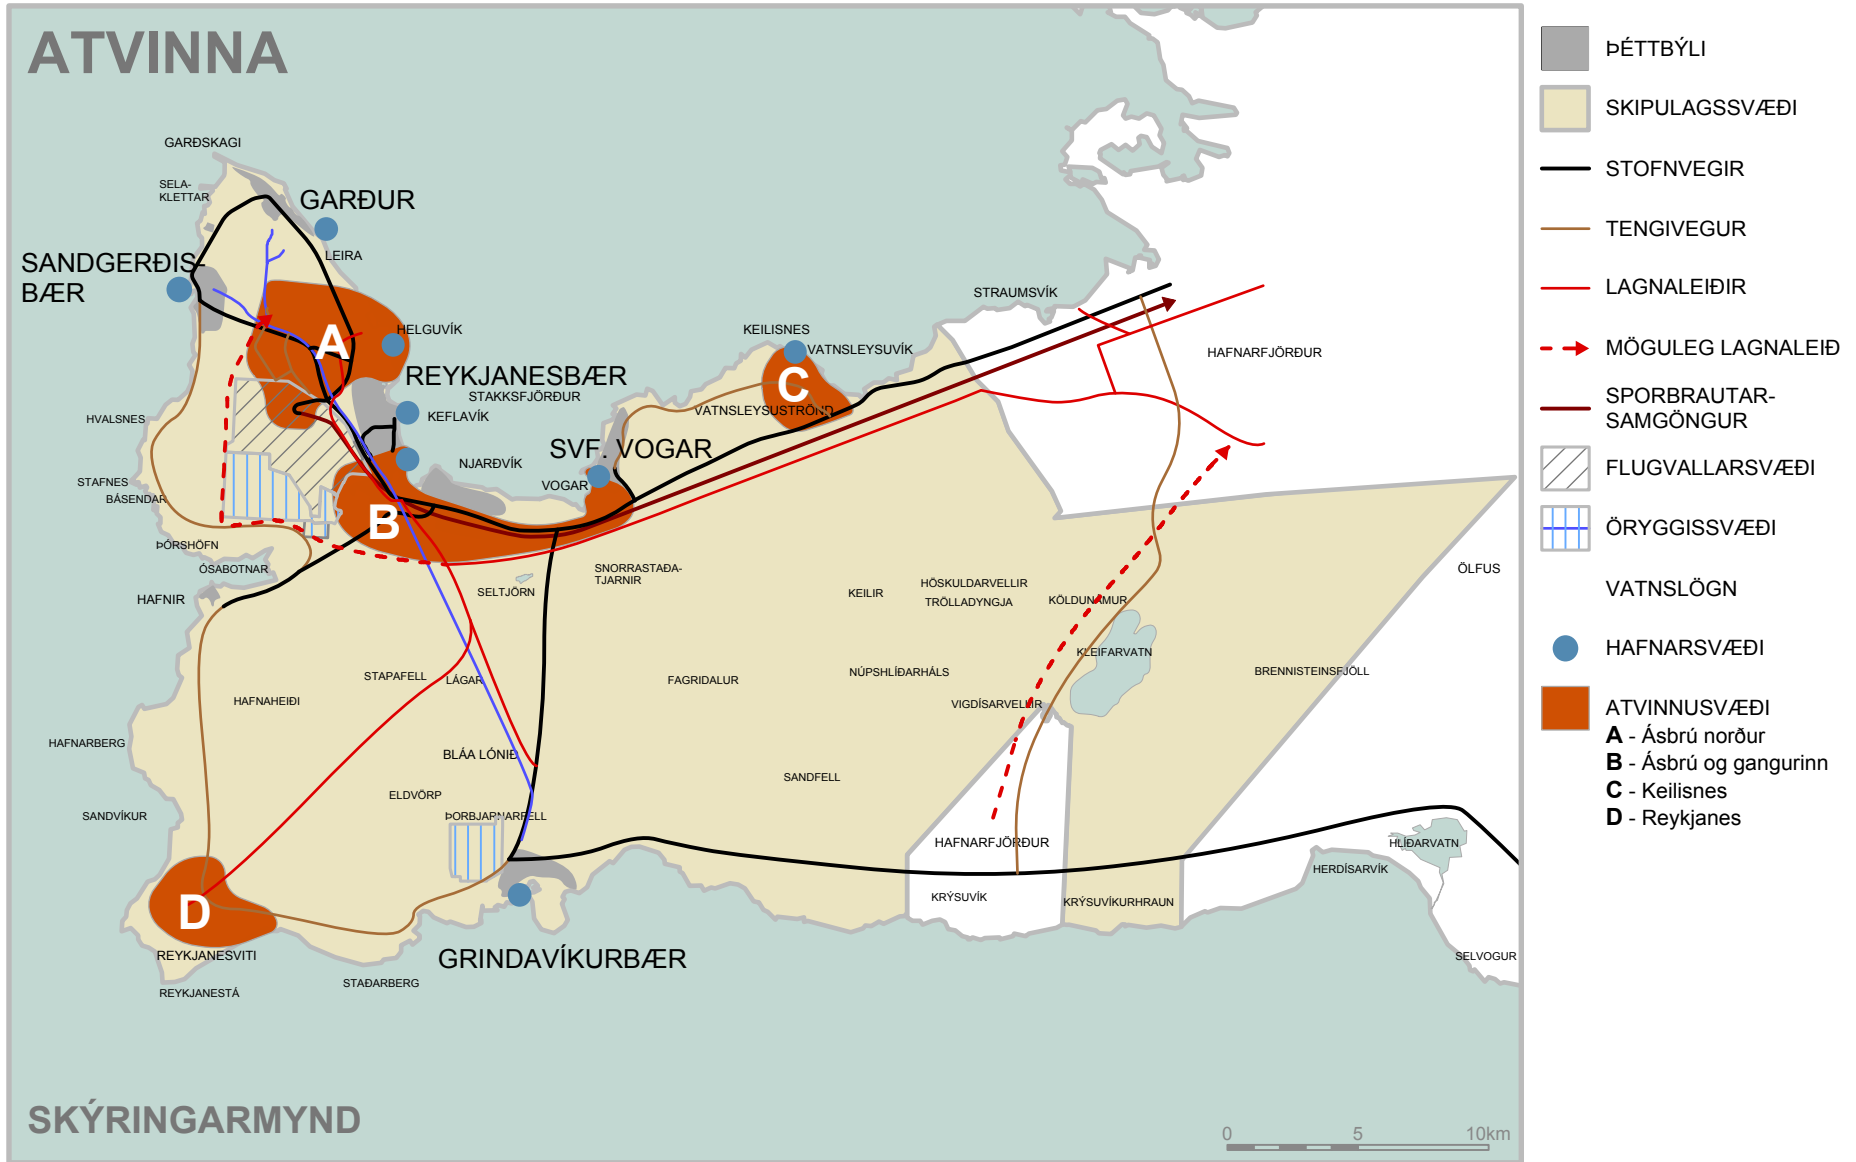 ATVINNA
GARÐSKAGI
SELA-
KLETTAR
GARÐUR
LEIRA
SANDGERÐIS-
BÆR
A
HELGUVÍK
REYKJANESBÆR
STAKKSFJÖRÐUR
KEFLAVÍK
HVALSNES
STAFNES
BÁSENDAR
NJARÐVÍK
B
SVF. VOGAR
VOGAR
KEILISNES
VATNSLEYSUVÍK
C
VATNSLEYSUSTRÖND
STRAUMSVÍK
HAFNARFJÖRÐUR
ÞÓRSHÖFN
ÓSABOTNAR
HAFNIR
SELTJÖRN
SNORRASTAÐA-
TJARNIR
KEILIR
HÖSKULDARVELLIR
TRÖLLADYNGJA
KÖLDUNÁMUR
ÖLFUS
KLEIFARVATN
BRENNISTEINSFJÖLL
STAPAFELL
LÁGAR
FAGRIDALUR
NÚPSHLÍÐARHÁLS
VIGDÍSARVELLIR
HAFNAHEIÐI
HAFNARBERG
BLÁA LÓNIÐ
SANDFELL
ELDVÖRP
SANDVÍKUR
ÞORBJARNARFELL
HAFNARFJÖRÐUR
HLÍÐARVATN
HERDÍSARVÍK
KRÝSUVÍK
KRÝSUVÍKURHRAUN
D
REYKJANESVITI
REYKJANESTÁ
STAÐARBERG
GRINDAVÍKURBÆR
SELVOGUR
SKÝRINGARMYND
0 5 10km
ÞÉTTBÝLI
SKIPULAGSSVÆÐI
STOFNVEGIR
TENGIVEGUR
LAGNALEIÐIR
MÖGULEG LAGNALEIÐ
SPORBRAUTAR-
SAMGÖNGUR
FLUGVALLARSVÆÐI
ÖRYGGISSVÆÐI
VATNSLÖGN
HAFNARSVÆÐI
ATVINNUSVÆÐI
A - Ásbrú norður
B - Ásbrú og gangurinn
C - Keilisnes
D - Reykjanes